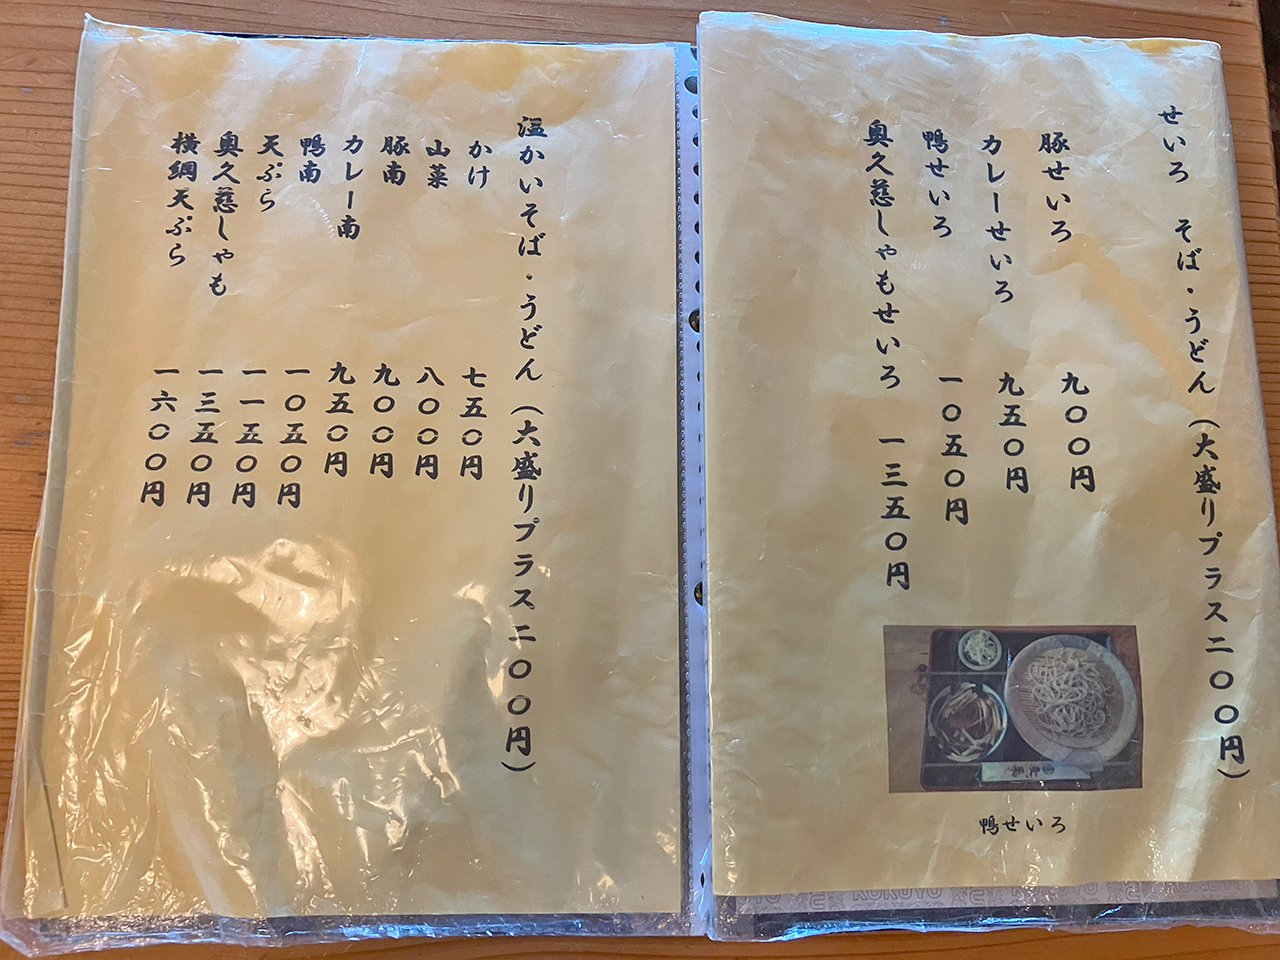 せいろ　そば・うどん（大盛りプラス二〇〇円）
豚せいろ　九〇〇円
カレーせいろ　九五〇円
鴨せいろ　一〇五〇円
奥久慈しゃもせいろ　一三五〇円
鴨せいろ
温かいそば・うどん（大盛りプラス二〇〇円）
かけ　七五〇円
山菜　八〇〇円
豚南　九〇〇円
カレー南　九五〇円
鴨南　一〇五〇円
天ぷら　一一五〇円
奥久慈しゃも　一三五〇円
横綱天ぷら　一六〇〇円
KOKUYO